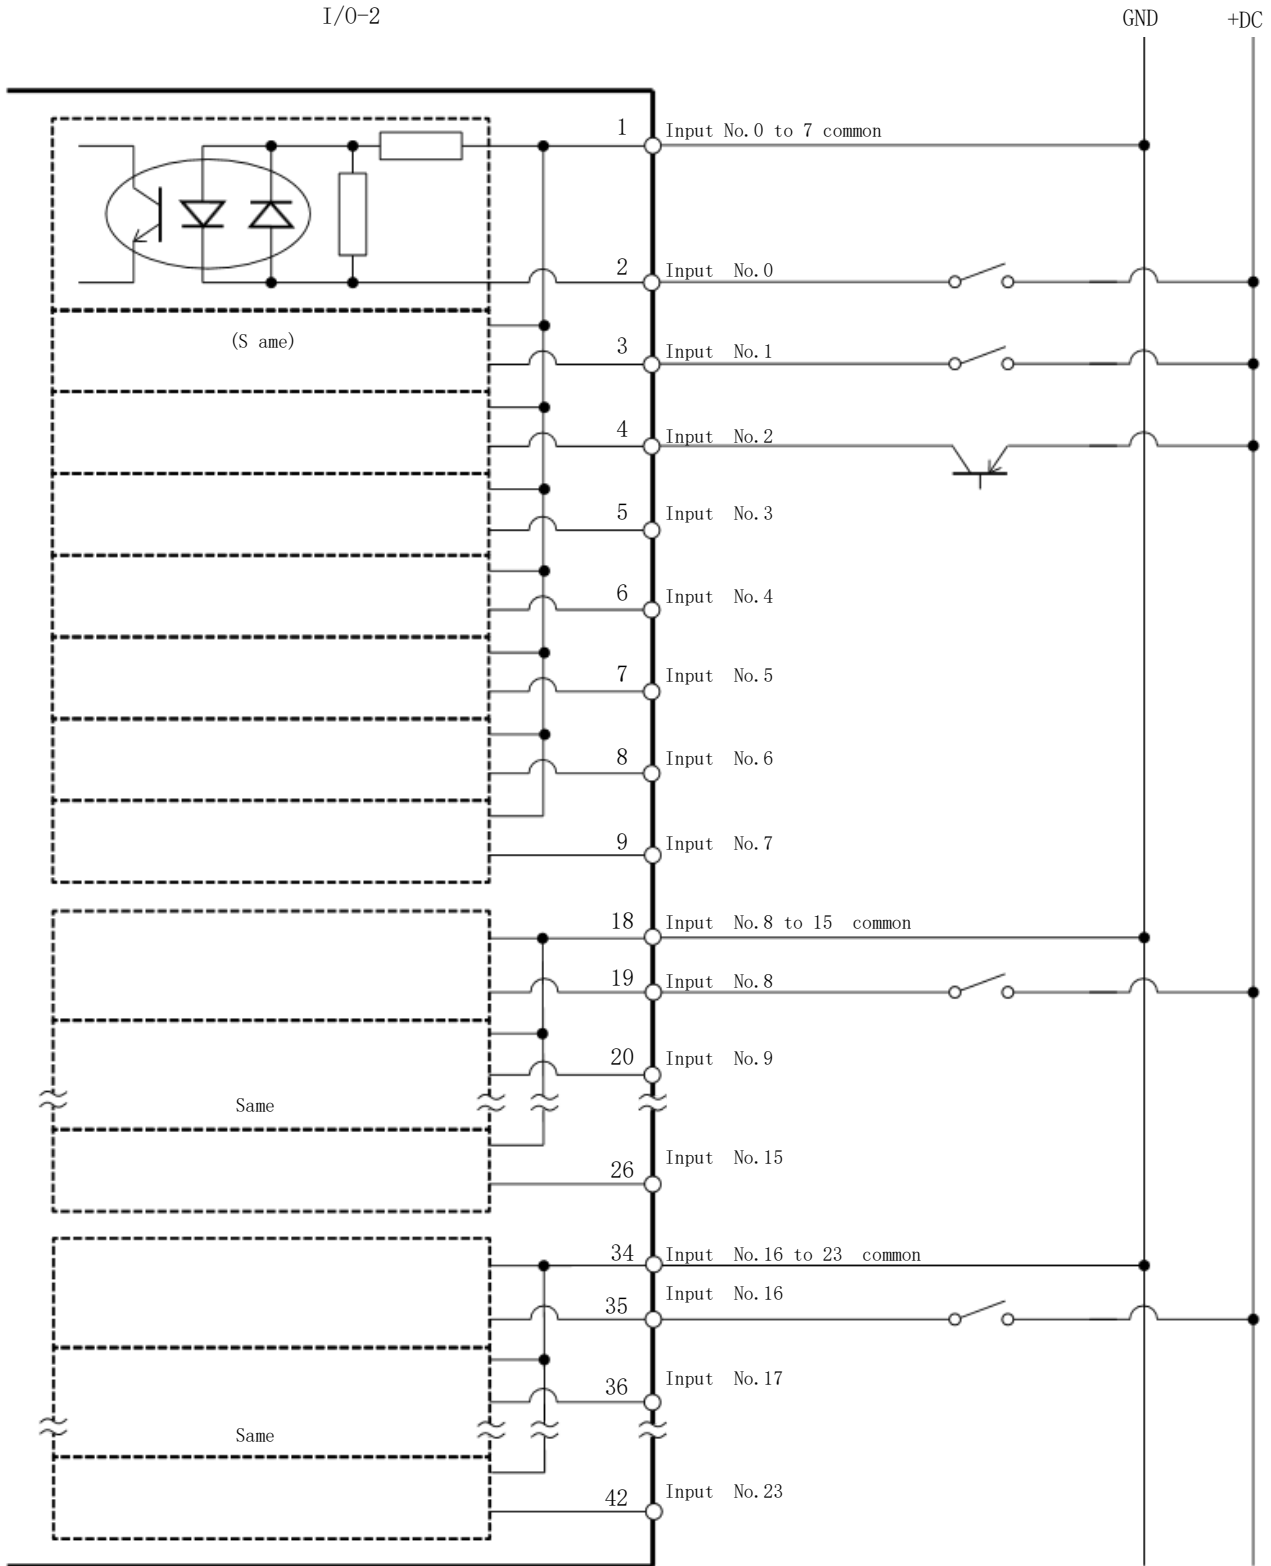 I/O-2
GND
+DC
1
Input No.0 to 7 common
2
Input No.0
(S ame)
3
Input No.1
4
Input No.2
5
Input No.3
6
Input No.4
7
Input No.5
8
Input No.6
9
Input No.7
18
Input No.8 to 15 common
19
Input No.8
20
Input No.9
Same
26
Input No.15
34
Input No.16 to 23 common
35
Input No.16
36
Input No.17
Same
42
Input No.23